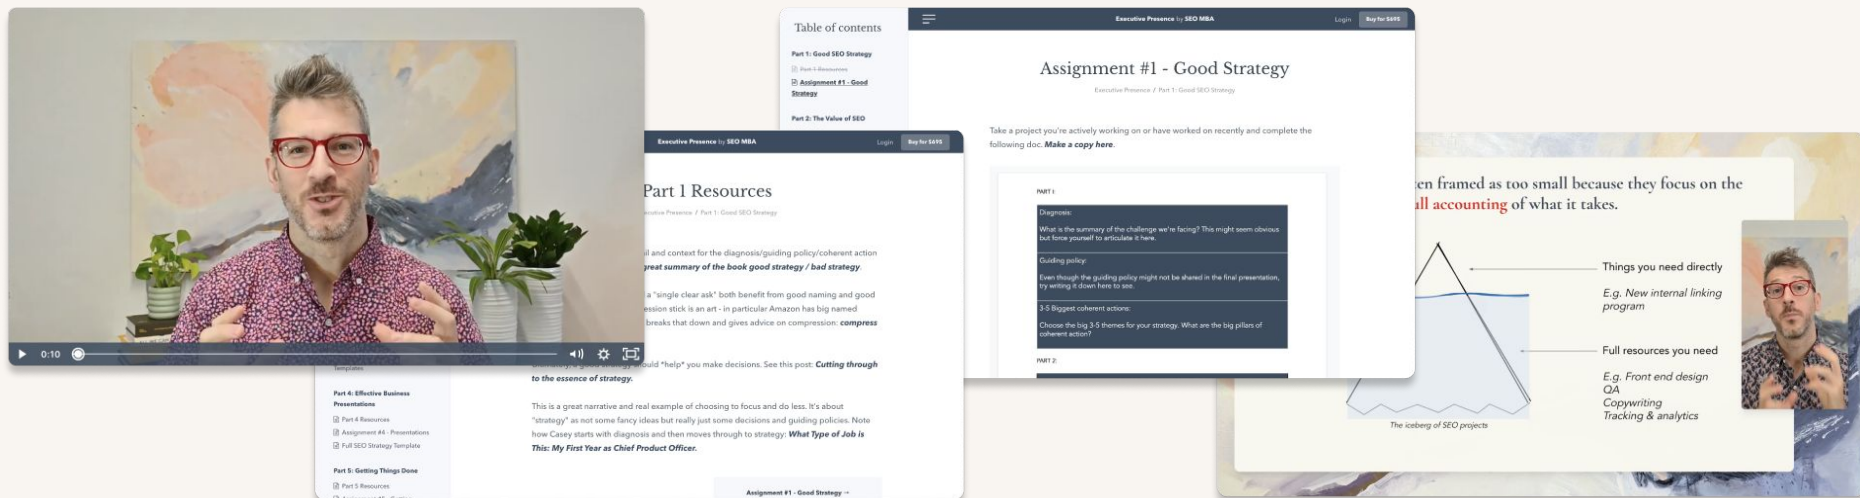 0:10
Templates
Part 4: Effective Business
Presentations
Part 4 Resources
Assignment #4 - Presentations
Full SEO Strategy Template
Part 5: Getting Things Done
Part 5 Resources
Executive Presence by SEO MBA
Login
Buy for $695
Part 1 Resources
Executive Presence / Part 1: Good SEO Strategy
and context for the diagnosis/guiding policy/coherent action
great summary of the book good strategy / bad strategy.
a "single clear ask" both benefit from good naming and good
ession stick is an art - in particular Amazon has big named
breaks that down and gives advice on compression: compress
*help* you make decisions. See this post: Cutting through
to the essence of strategy.
This is a great narrative and real example of choosing to focus and do less. It's about
"strategy" as not some fancy ideas but really just some decisions and guiding policies. Note
how Casey starts with diagnosis and then moves through to strategy: What Type of Job is
This: My First Year as Chief Product Officer.
Assignment #1 - Good Strategy →
Table of contents
Part 1: Good SEO Strategy
Part 1 Resources
Assignment #1 - Good
Strategy
Part 2: The Value of SEO
Executive Presence by SEO MBA
Login
Buy for $695
Assignment #1 - Good Strategy
Executive Presence / Part 1: Good SEO Strategy
Take a project you're actively working on or have worked on recently and complete the
following doc. Make a copy here.
PART 1
Diagnosis:
What is the summary of the challenge we're facing? This might seem obvious
but force yourself to articulate it here.
Guiding policy:
Even though the guiding policy might not be shared in the final presentation,
try writing it down here to see.
3-5 Biggest coherent actions:
Choose the big 3-5 themes for your strategy. What are the big pillars of
coherent action?
PART 2:
ten framed as too small because they focus on the
ull accounting of what it takes.
Things you need directly
E.g. New internal linking
program
Full resources you need
E.g. Front end design
QA
Copywriting
Tracking & analytics
The iceberg of SEO projects